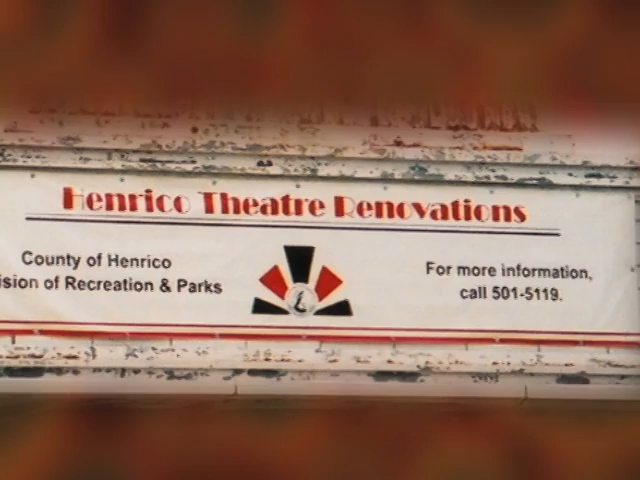 Henrico Theatre Renovations
County of Henrico
ision of Recreation & Parks
For more information,
call 501-5119.